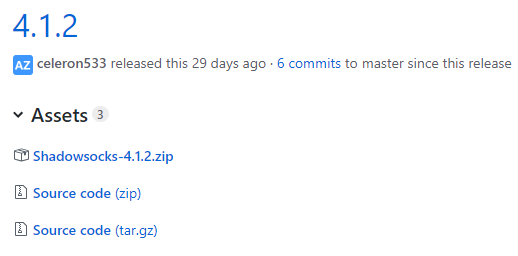 4.1.2
AZ celeron533 released this 29 days ago · 6 commits to master since this release
Assets 3
Shadowsocks-4.1.2.zip
Source code (zip)
Source code (tar.gz)